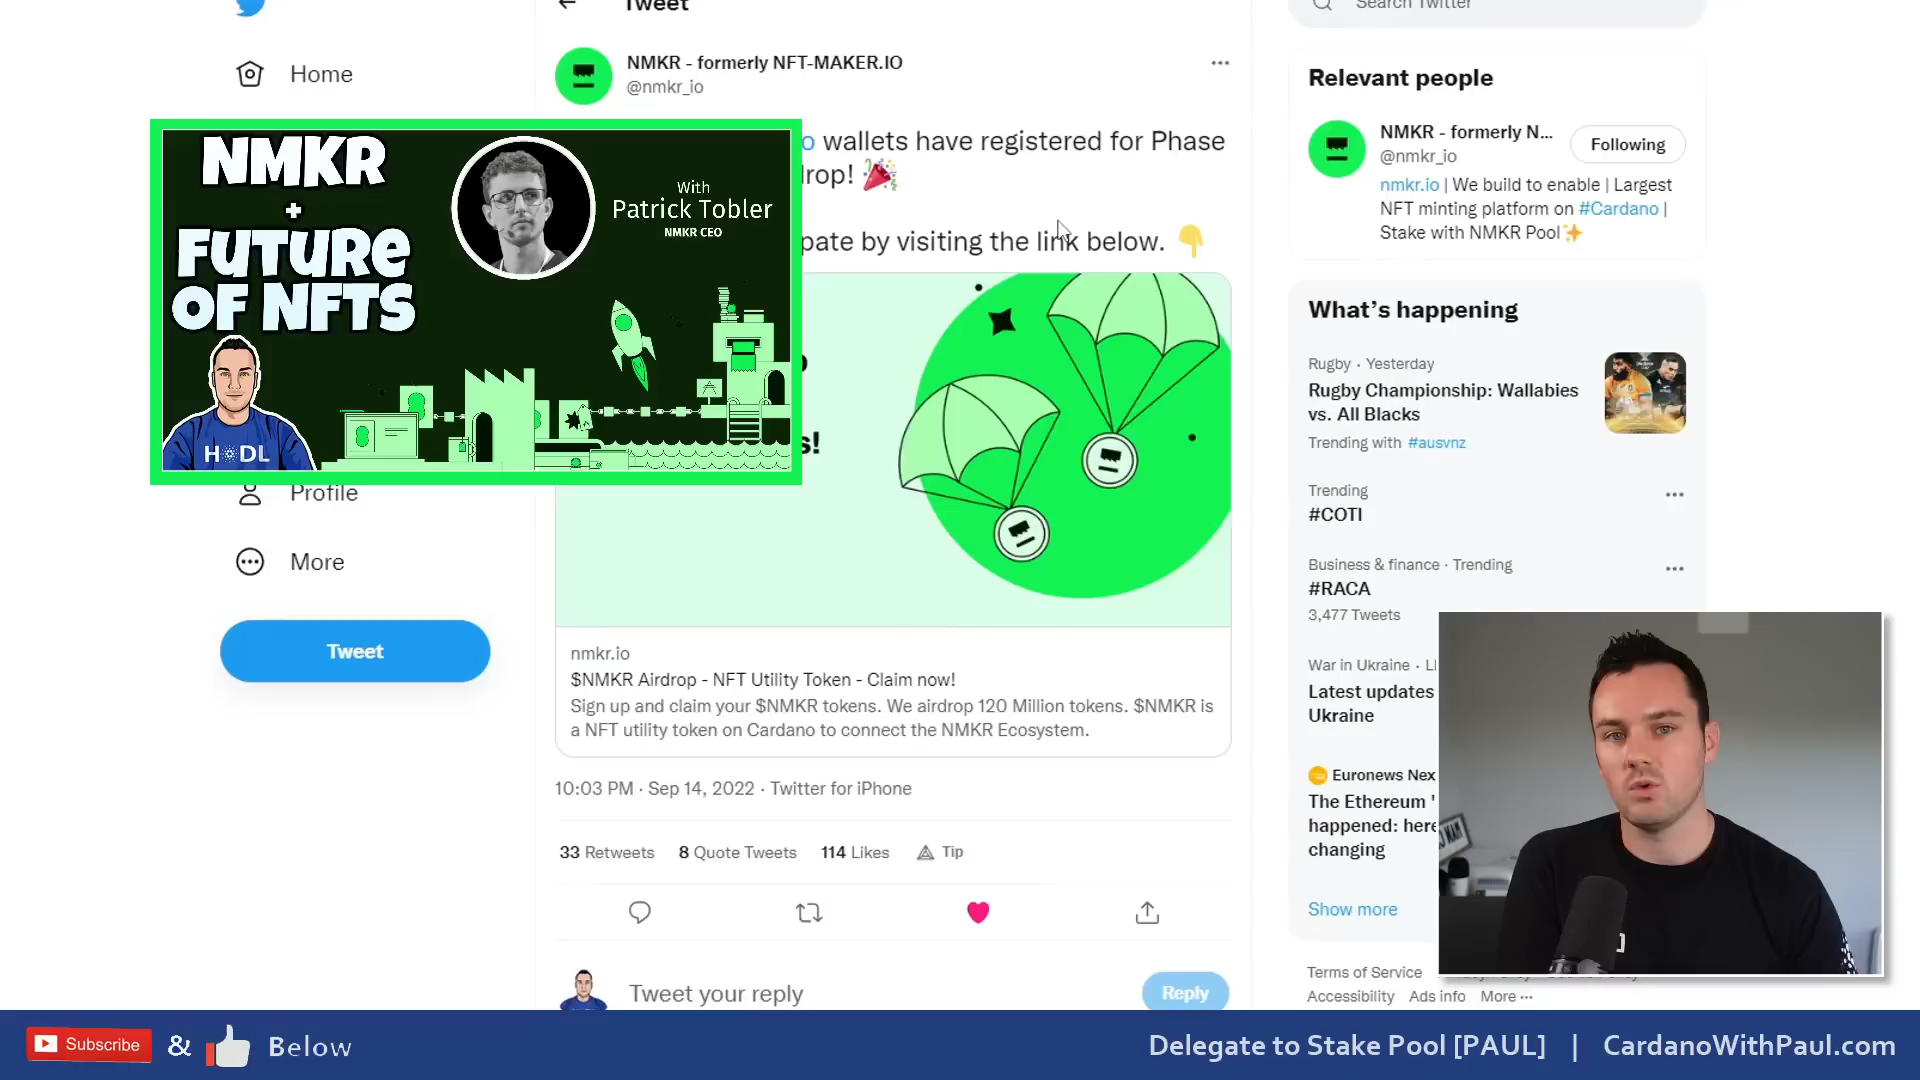 Tweet
Search Twitter
Home
NMKR - formerly NFT-MAKER.IO
@nmkr_io
wallets have registered for Phase
rop! 🎉
pate by visiting the link below. 👇
NMKR
+
FUTURE
OF NFTS
With
Patrick Tobler
NMKR CEO
H DL
s!
Profile
More
Tweet
nmkr.io
$NMKR Airdrop - NFT Utility Token - Claim now!
Sign up and claim your $NMKR tokens. We airdrop 120 Million tokens. $NMKR is
a NFT utility token on Cardano to connect the NMKR Ecosystem.
10:03 PM · Sep 14, 2022 · Twitter for iPhone
33 Retweets 8 Quote Tweets 114 Likes Tip
Tweet your reply
Reply
Relevant people
NMKR - formerly N...
@nmkr_io
Following
nmkr.io | We build to enable | Largest
NFT minting platform on #Cardano |
Stake with NMKR Pool✨
What's happening
Rugby · Yesterday
Rugby Championship: Wallabies
vs. All Blacks
Trending with #ausvnz
Trending
#COTI
Business & finance · Trending
#RACA
3,477 Tweets
War in Ukraine
Latest updates
Ukraine
Euronews Nex
The Ethereum '
happened: here
changing
Show more
Terms of Service
Accessibility Ads info More ...
Subscribe & Below
Delegate to Stake Pool [PAUL] | CardanoWithPaul.com